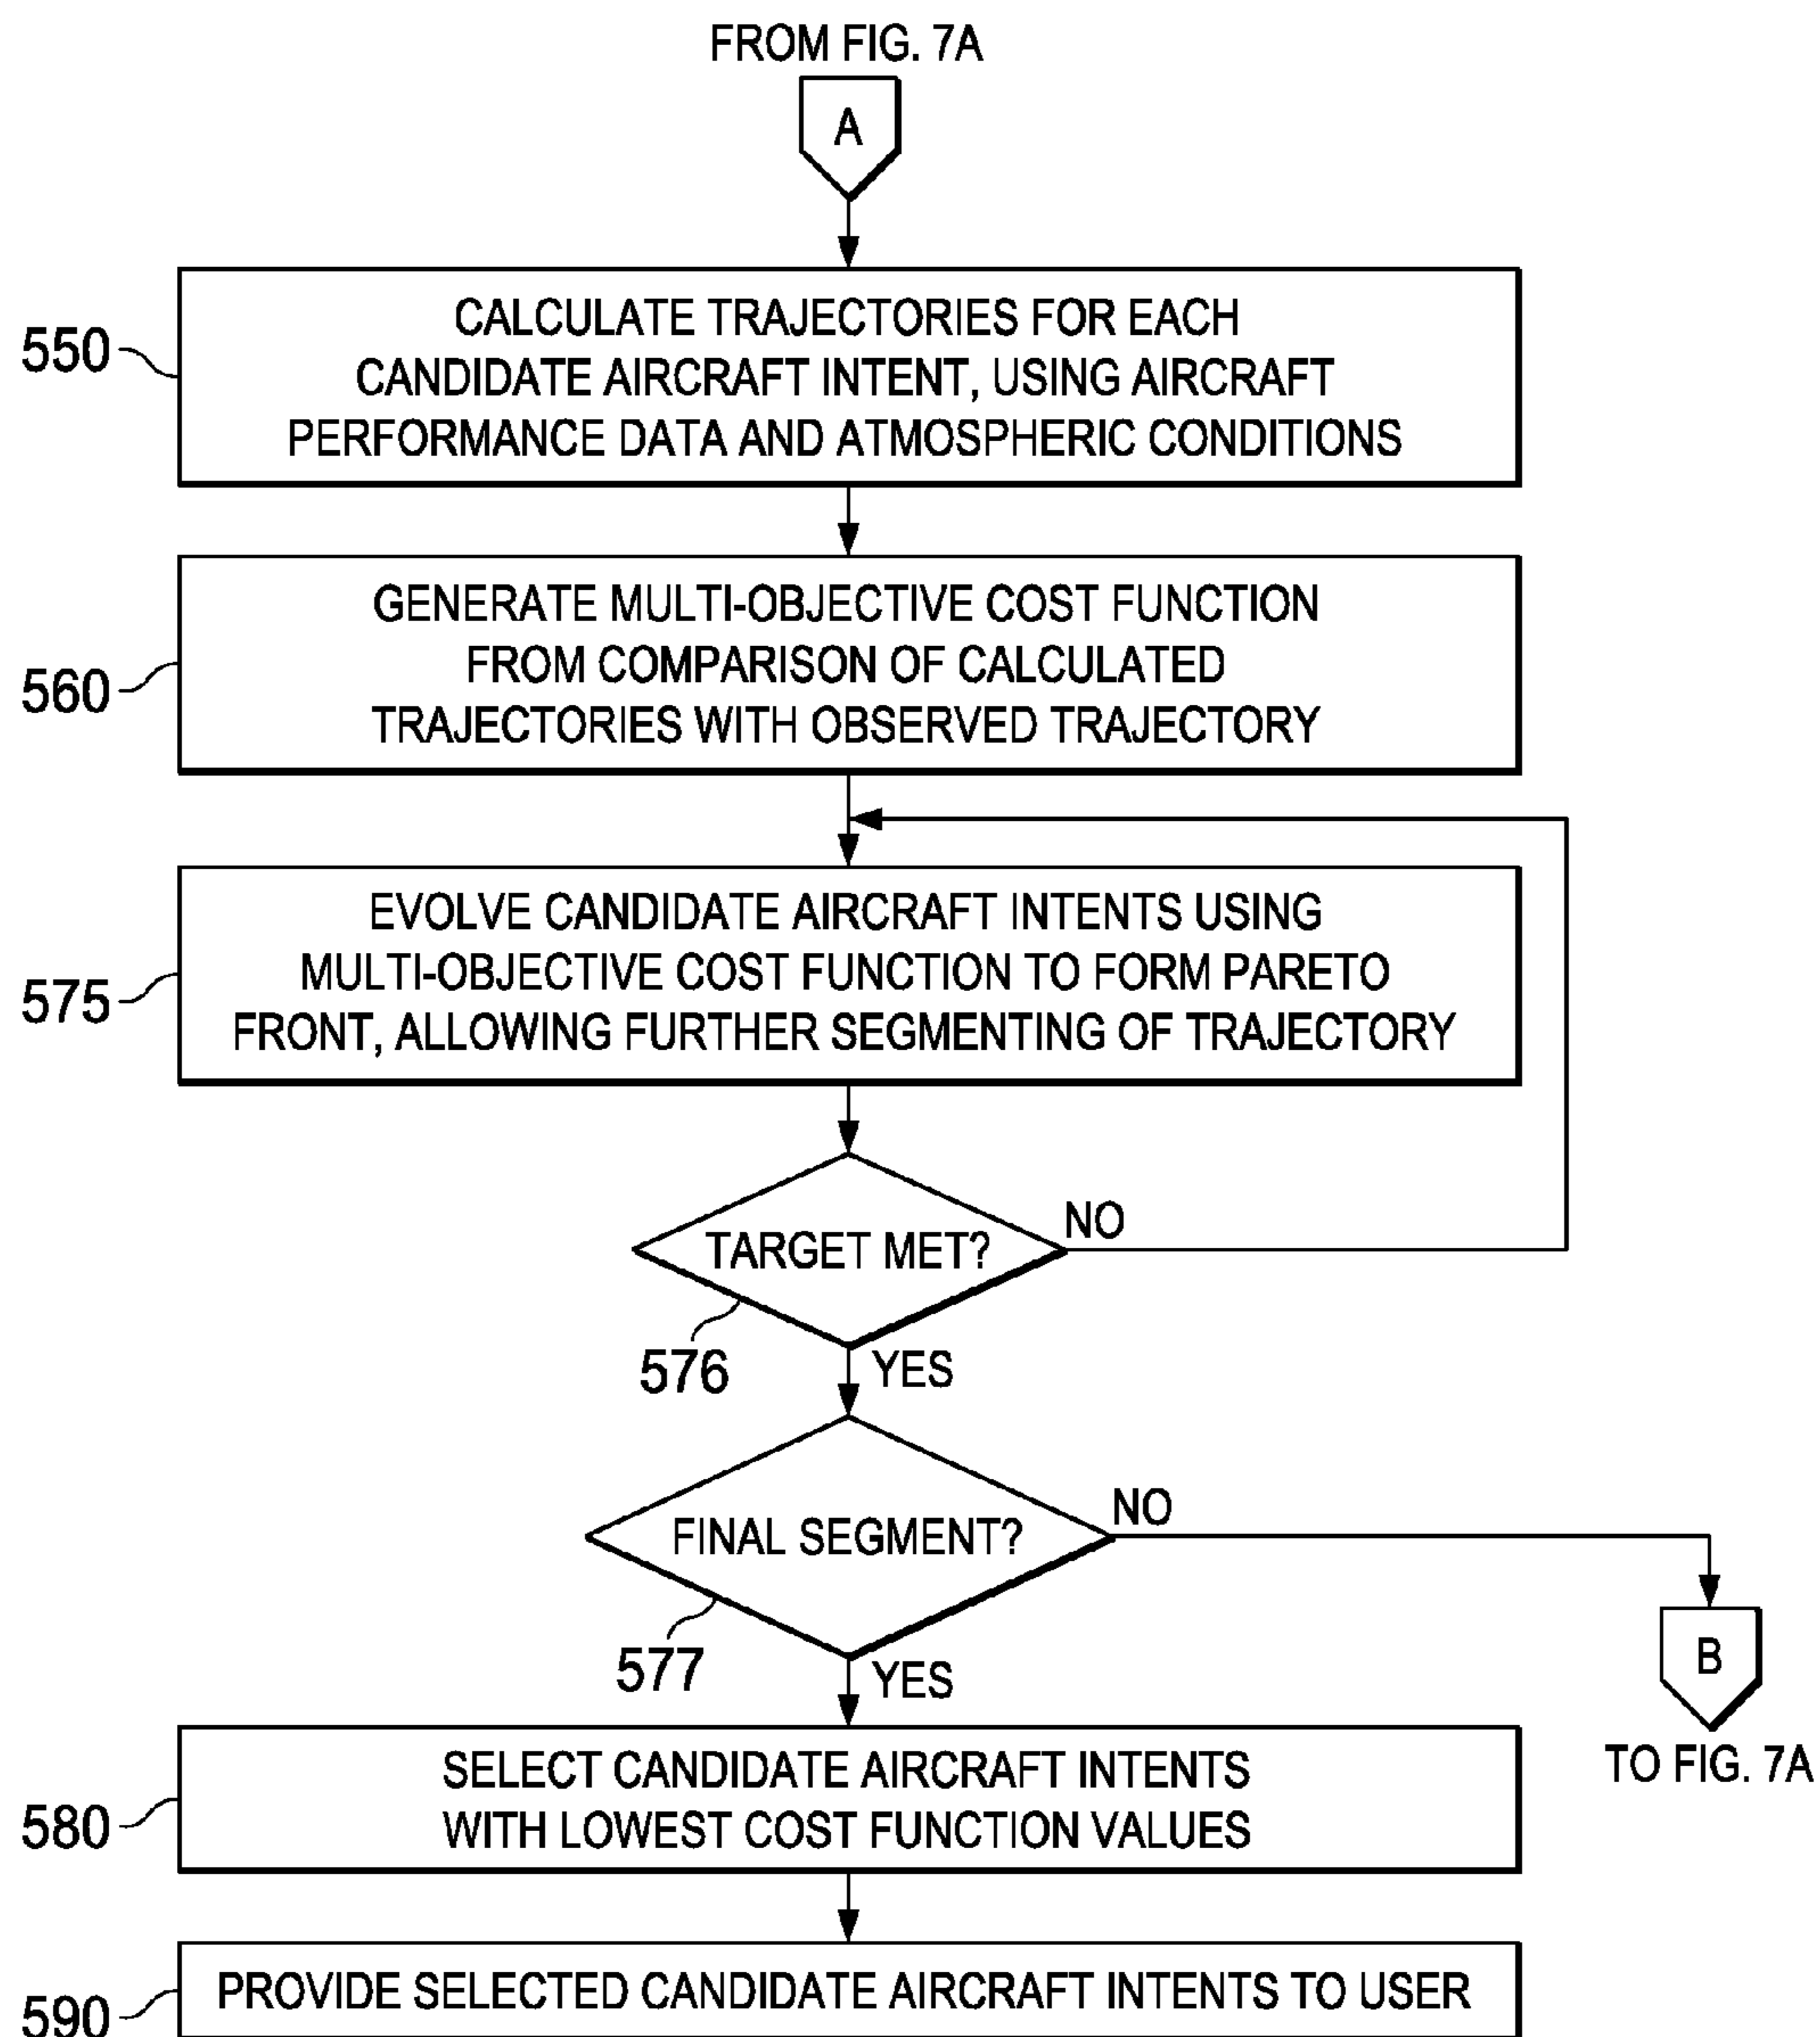 FROM FIG. 7A
A
550
CALCULATE TRAJECTORIES FOR EACH
CANDIDATE AIRCRAFT INTENT, USING AIRCRAFT
PERFORMANCE DATA AND ATMOSPHERIC CONDITIONS
560
GENERATE MULTI-OBJECTIVE COST FUNCTION
FROM COMPARISON OF CALCULATED
TRAJECTORIES WITH OBSERVED TRAJECTORY
575
EVOLVE CANDIDATE AIRCRAFT INTENTS USING
MULTI-OBJECTIVE COST FUNCTION TO FORM PARETO
FRONT, ALLOWING FURTHER SEGMENTING OF TRAJECTORY
TARGET MET?
NO
576
YES
FINAL SEGMENT?
NO
577
YES
B
TO FIG. 7A
580
SELECT CANDIDATE AIRCRAFT INTENTS
WITH LOWEST COST FUNCTION VALUES
590
PROVIDE SELECTED CANDIDATE AIRCRAFT INTENTS TO USER